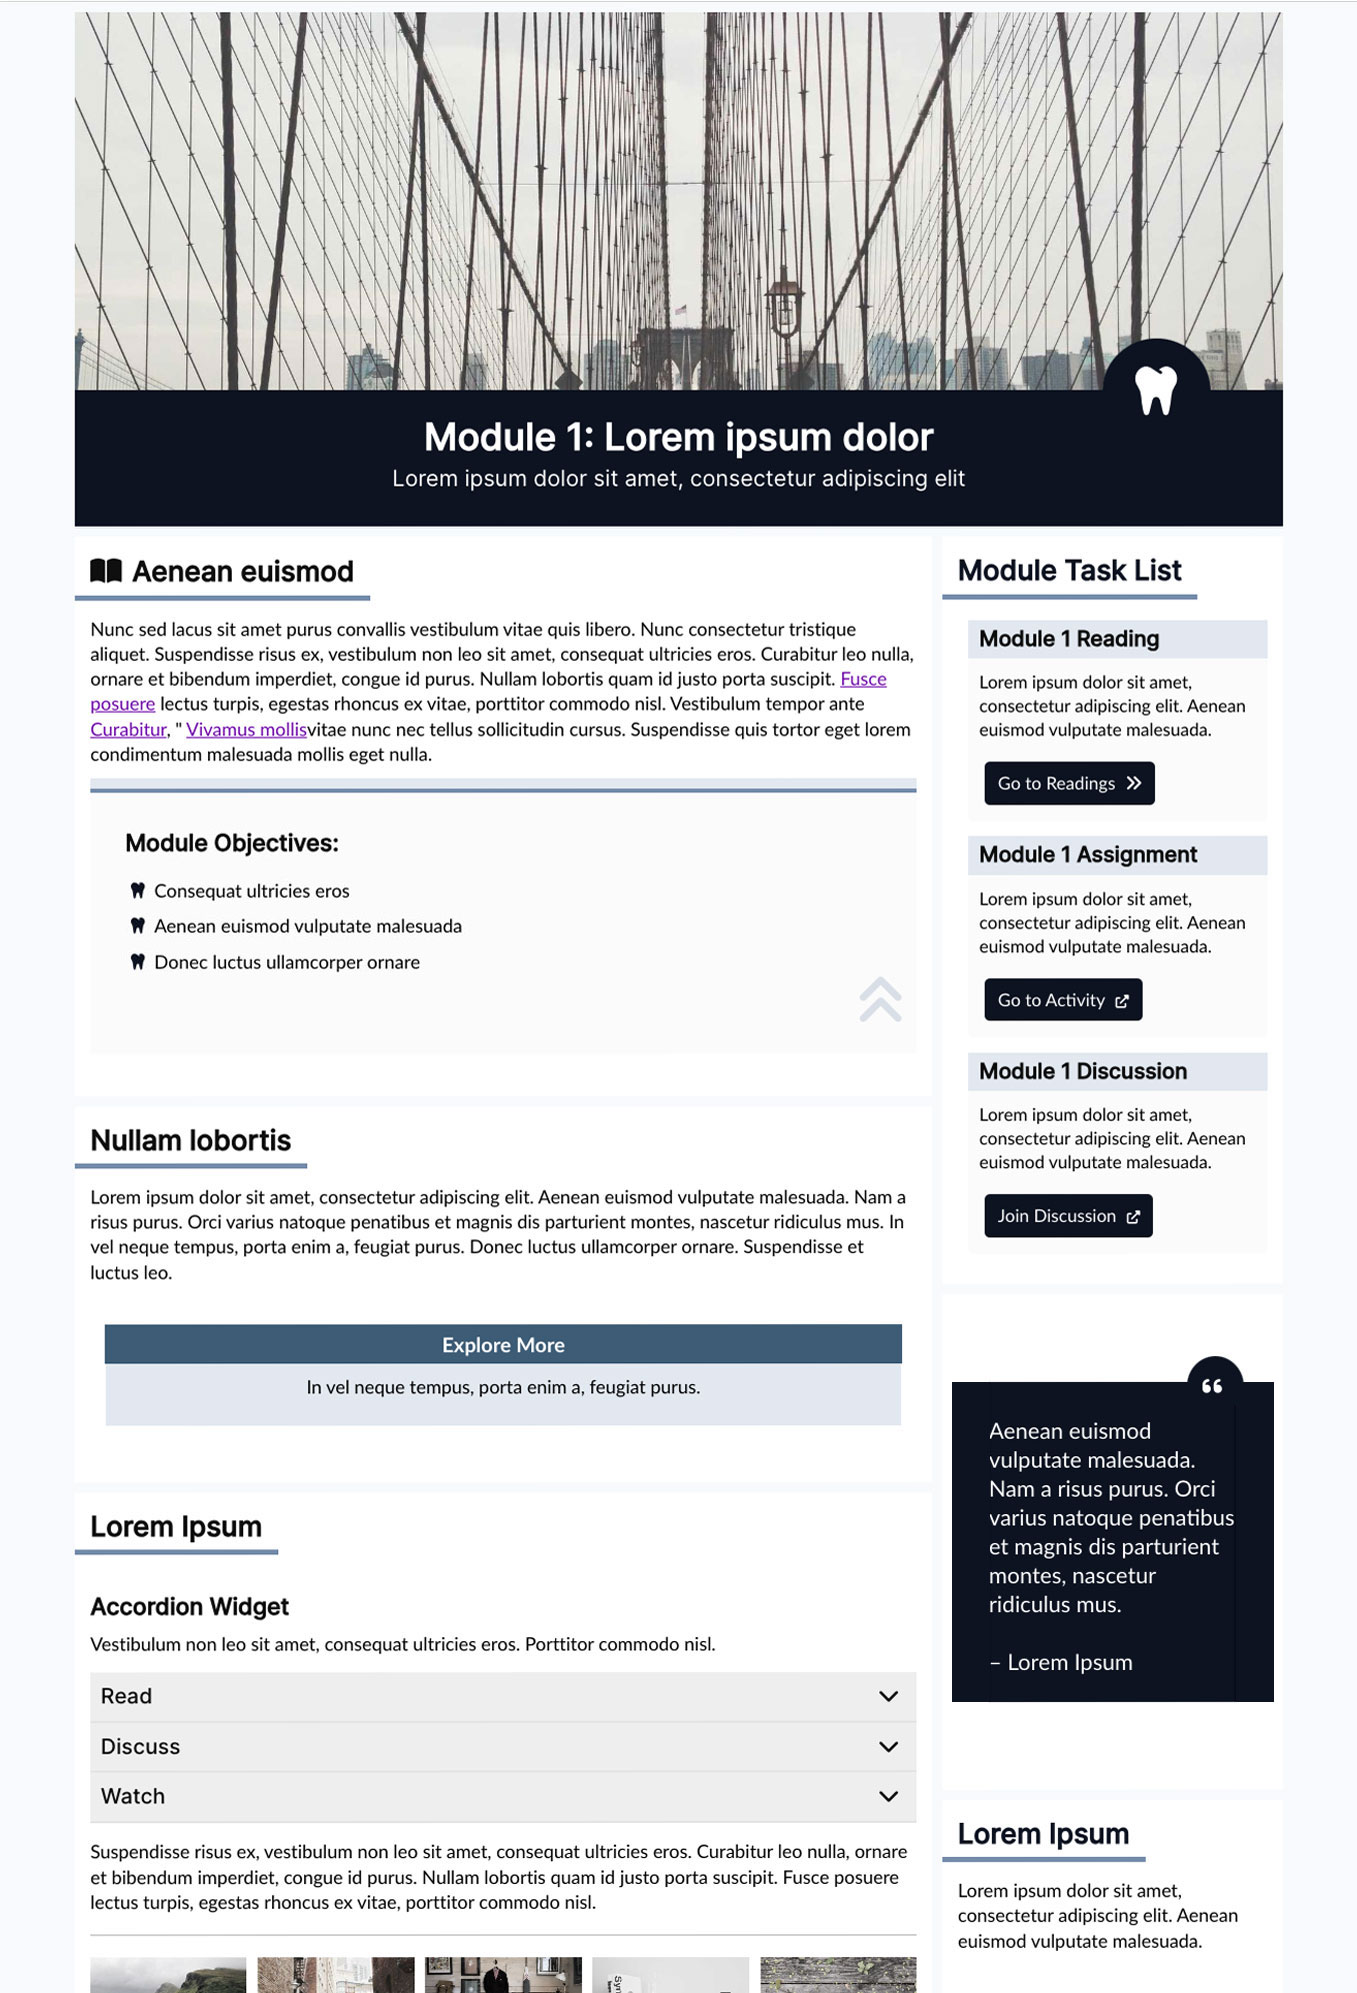 Module 1: Lorem ipsum dolor
Lorem ipsum dolor sit amet, consectetur adipiscing elit
Aenean euismod
Nunc sed lacus sit amet purus convallis vestibulum vitae quis libero. Nunc consectetur tristique
aliquet. Suspendisse risus ex, vestibulum non leo sit amet, consequat ultricies eros. Curabitur leo nulla,
ornare et bibendum imperdiet, congue id purus. Nullam lobortis quam id justo porta suscipit. Fusce
posuere lectus turpis, egestas rhoncus ex vitae, porttitor commodo nisl. Vestibulum tempor ante
Curabitur, " Vivamus mollisvitae nunc nec tellus sollicitudin cursus. Suspendisse quis tortor eget lorem
condimentum malesuada mollis eget nulla.
Module Objectives:
Consequat ultricies eros
Aenean euismod vulputate malesuada
Donec luctus ullamcorper ornare
Nullam lobortis
Lorem ipsum dolor sit amet, consectetur adipiscing elit. Aenean euismod vulputate malesuada. Nam a
risus purus. Orci varius natoque penatibus et magnis dis parturient montes, nascetur ridiculus mus. In
vel neque tempus, porta enim a, feugiat purus. Donec luctus ullamcorper ornare. Suspendisse et
luctus leo.
Explore More
In vel neque tempus, porta enim a, feugiat purus.
Lorem Ipsum
Accordion Widget
Vestibulum non leo sit amet, consequat ultricies eros. Porttitor commodo nisl.
Read
Discuss
Watch
Suspendisse risus ex, vestibulum non leo sit amet, consequat ultricies eros. Curabitur leo nulla, ornare
et bibendum imperdiet, congue id purus. Nullam lobortis quam id justo porta suscipit. Fusce posuere
lectus turpis, egestas rhoncus ex vitae, porttitor commodo nisl.
Module Task List
Module 1 Reading
Lorem ipsum dolor sit amet,
consectetur adipiscing elit. Aenean
euismod vulputate malesuada.
Go to Readings
Module 1 Assignment
Lorem ipsum dolor sit amet,
consectetur adipiscing elit. Aenean
euismod vulputate malesuada.
Go to Activity
Module 1 Discussion
Lorem ipsum dolor sit amet,
consectetur adipiscing elit. Aenean
euismod vulputate malesuada.
Join Discussion
“
Aenean euismod
vulputate malesuada.
Nam a risus purus. Orci
varius natoque penatibus
et magnis dis parturient
montes, nascetur
ridiculus mus.
– Lorem Ipsum
Lorem Ipsum
Lorem ipsum dolor sit amet,
consectetur adipiscing elit. Aenean
euismod vulputate malesuada.